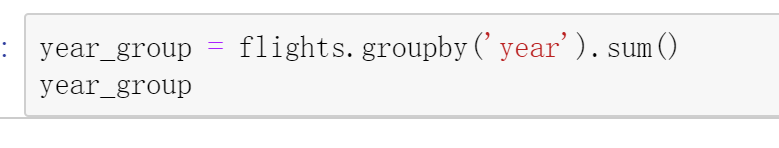 : year_group = flights.groupby('year').sum()
year_group